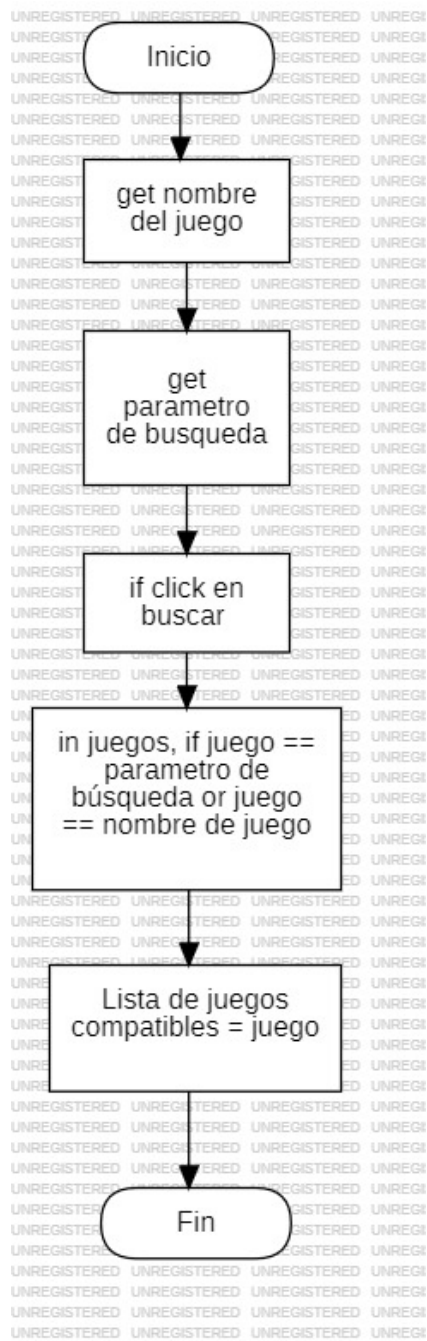 Inicio
get nombre
del juego
get
parametro
de busqueda
if click en
buscar
in juegos, if juego ==
parametro de
búsqueda or juego
== nombre de juego
Lista de juegos
compatibles = juego
Fin
UNREGISTERED